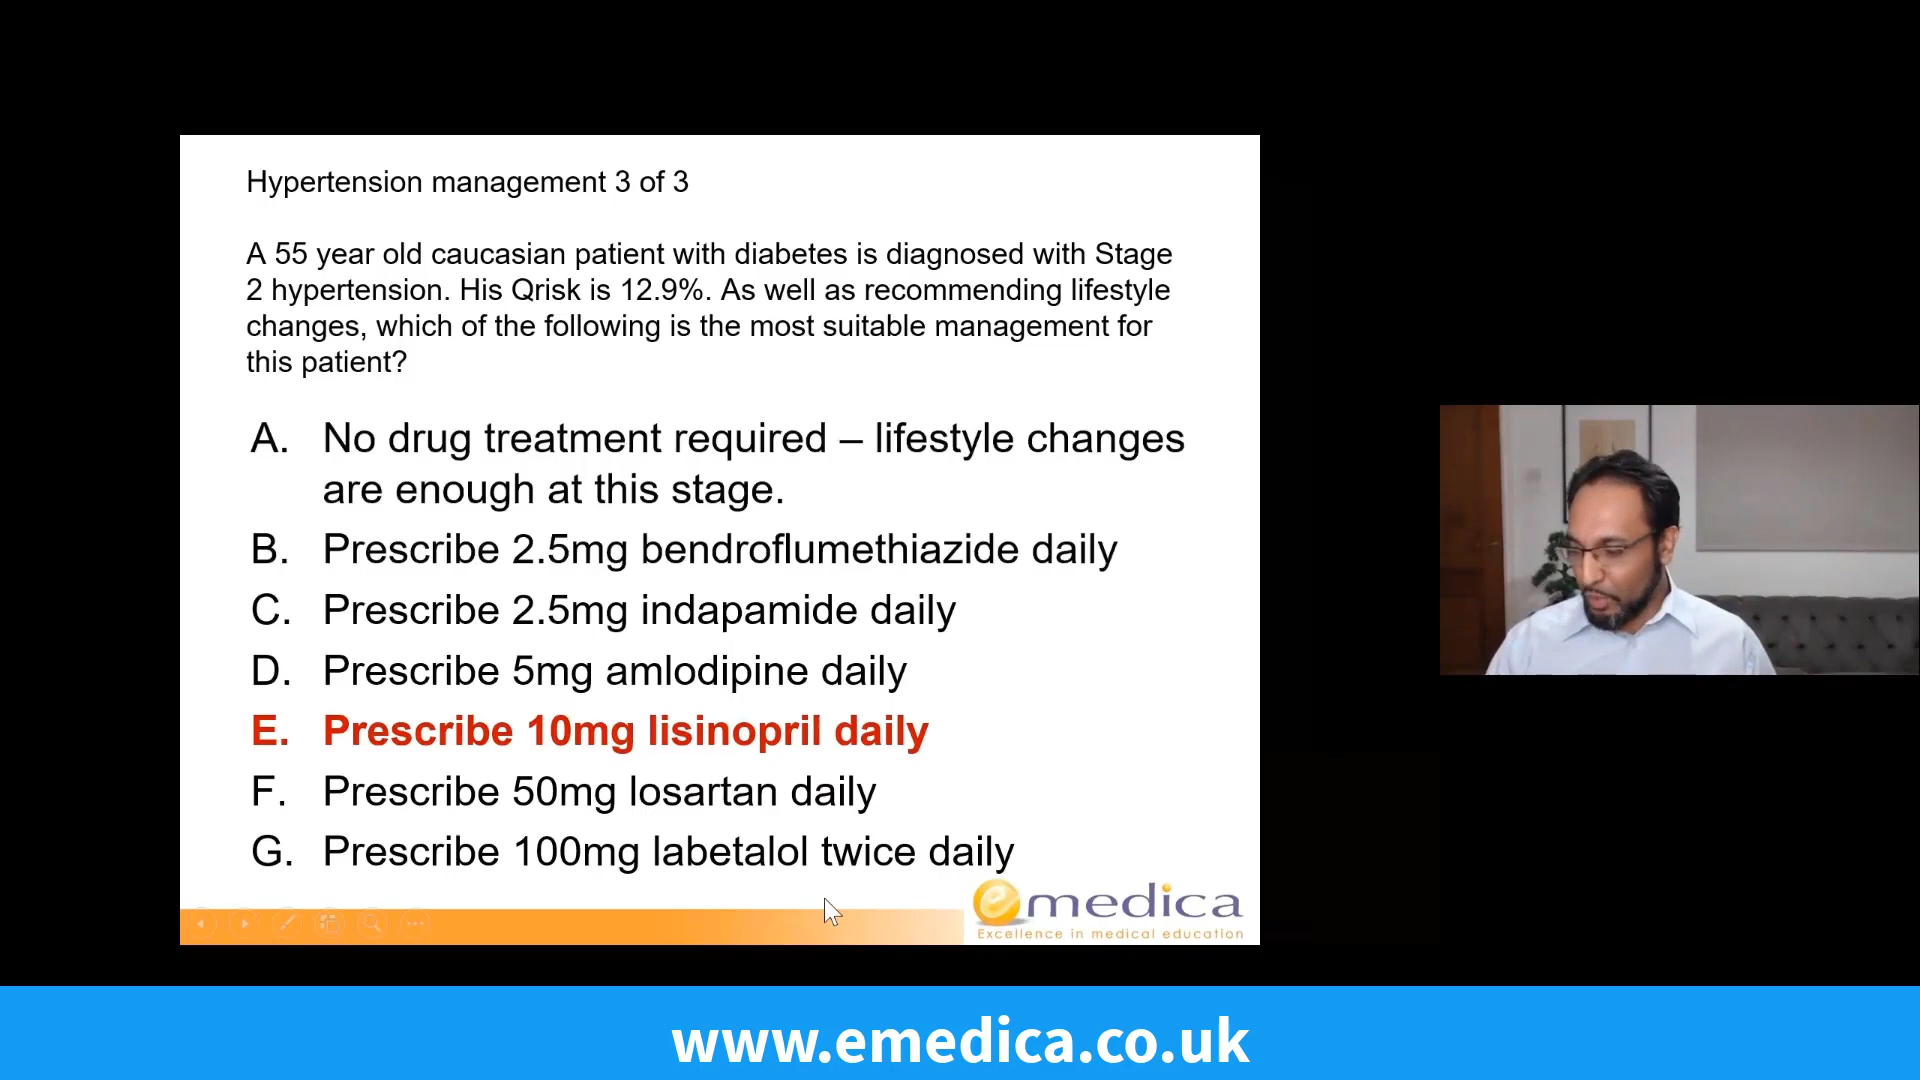 Hypertension management 3 of 3
A 55 year old caucasian patient with diabetes is diagnosed with Stage
2 hypertension. His Qrisk is 12.9%. As well as recommending lifestyle
changes, which of the following is the most suitable management for
this patient?
A. No drug treatment required – lifestyle changes
are enough at this stage.
B. Prescribe 2.5mg bendroflumethiazide daily
C. Prescribe 2.5mg indapamide daily
D. Prescribe 5mg amlodipine daily
E. Prescribe 10mg lisinopril daily
F. Prescribe 50mg losartan daily
G. Prescribe 100mg labetalol twice daily
emedica
Excellence in medical education
www.emedica.co.uk